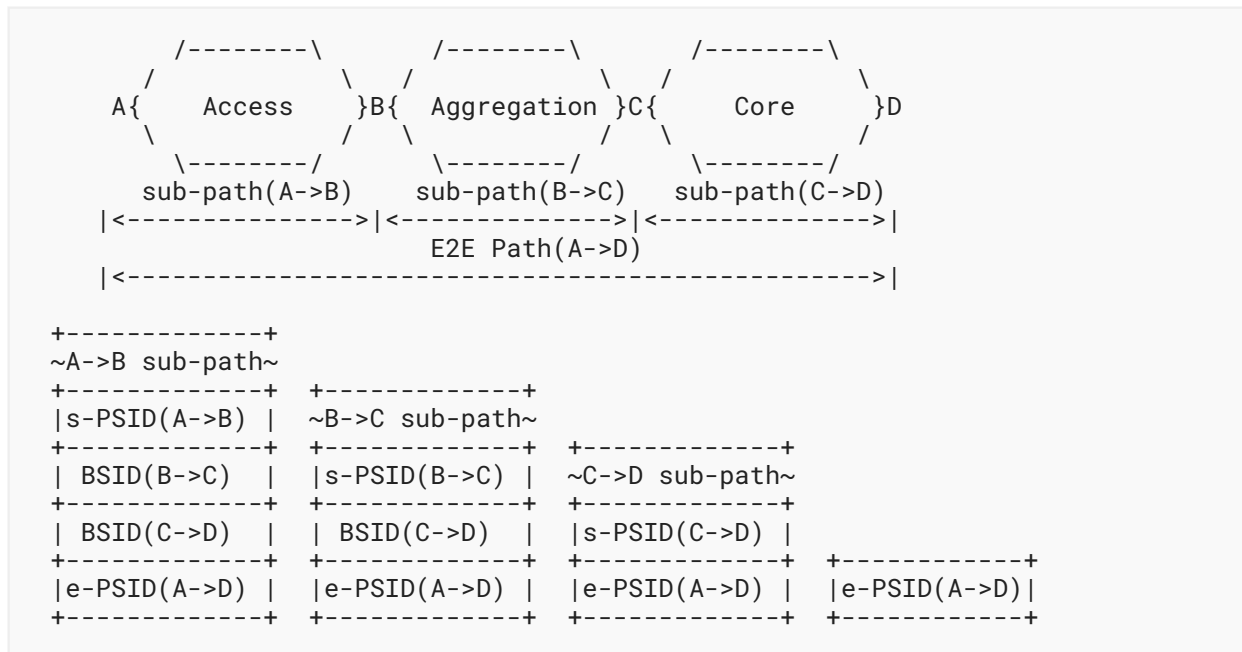 /--------\         /--------\         /--------\
/          \   /             \   /             \
A{    Access    }B{  Aggregation }C{     Core     }D
\          /   \             /   \             /
\--------/         \--------/         \--------/
sub-path(A->B)    sub-path(B->C)   sub-path(C->D)
|<--------------->|<-------------->|<-------------->|
E2E Path(A->D)
|<------------------------------------------------->|
+-------------+
~A->B sub-path~
+-------------+  +-------------+
|s-PSID(A->B) |  ~B->C sub-path~
+-------------+  +-------------+  +-------------+
| BSID(B->C)  |  |s-PSID(B->C) |  ~C->D sub-path~
+-------------+  +-------------+  +-------------+
| BSID(C->D)  |  | BSID(C->D)  |  |s-PSID(C->D) |
+-------------+  +-------------+  +-------------+  +------------+
|e-PSID(A->D) |  |e-PSID(A->D) |  |e-PSID(A->D) |  |e-PSID(A->D)|
+-------------+  +-------------+  +-------------+  +------------+